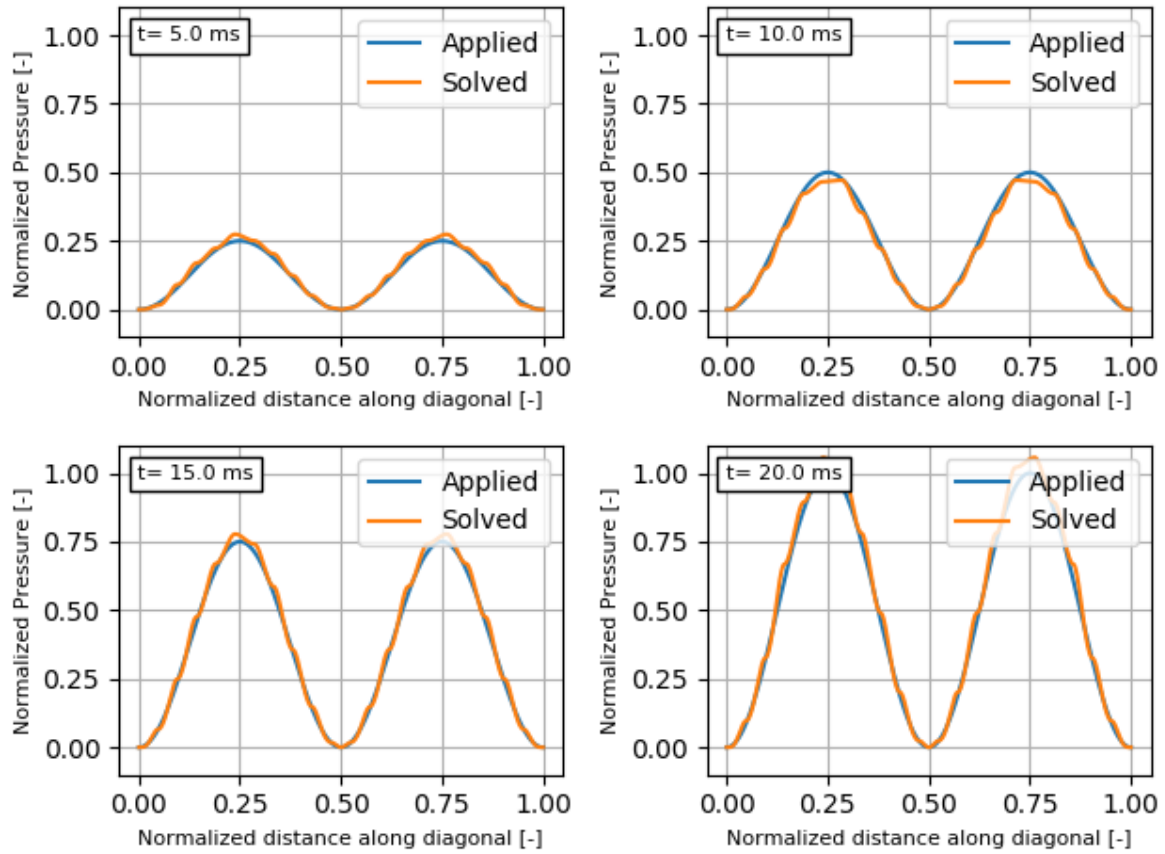 t= 5.0 ms
Applied
Solved
1.00
0.75
0.50
0.25
0.00
Normalized Pressure [-]
0.00 0.25 0.50 0.75 1.00
Normalized distance along diagonal [-]
t= 10.0 ms
Applied
Solved
1.00
0.75
0.50
0.25
0.00
Normalized Pressure [-]
0.00 0.25 0.50 0.75 1.00
Normalized distance along diagonal [-]
t= 15.0 ms
Applied
Solved
1.00
0.75
0.50
0.25
0.00
Normalized Pressure [-]
0.00 0.25 0.50 0.75 1.00
Normalized distance along diagonal [-]
t= 20.0 ms
Applied
Solved
1.00
0.75
0.50
0.25
0.00
Normalized Pressure [-]
0.00 0.25 0.50 0.75 1.00
Normalized distance along diagonal [-]